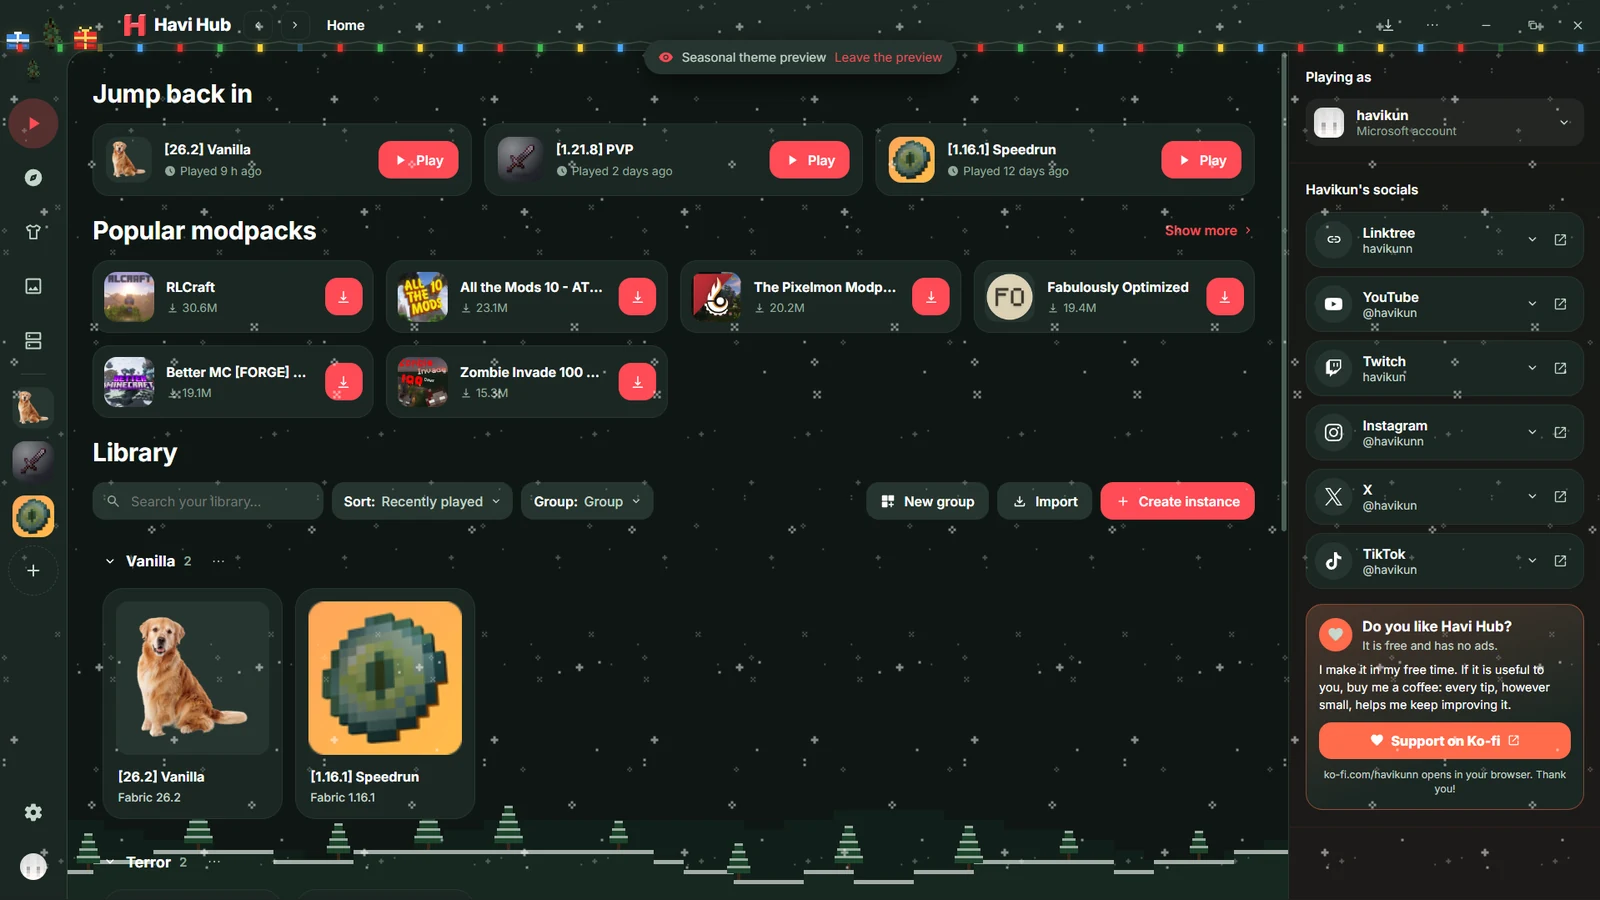 Havi Hub
Home
Seasonal theme preview Leave the preview
Jump back in
[26.2] Vanilla
Played 9 h ago
Play
[1.21.8] PVP
Played 2 days ago
Play
[1.16.1] Speedrun
Played 12 days ago
Play
Popular modpacks
Show more
RLCRAFT
RLCraft
30.6M
ALL THE 10 MODS
All the Mods 10 - AT...
23.1M
The Pixelmon Modp...
20.2M
FO
Fabulously Optimized
19.4M
BETTER MINECRAFT
Better MC [FORGE] ...
19.1M
Zombie Invade 100 ...
15.3M
Library
Search your library...
Sort: Recently played
Group: Group
New group
Import
Create instance
Vanilla 2
[26.2] Vanilla
Fabric 26.2
[1.16.1] Speedrun
Fabric 1.16.1
Terror 2
Playing as
havikun
Microsoft account
Havikun's socials
Linktree
havikunn
YouTube
@havikun
Twitch
havikun
Instagram
@havikunn
X
@havikun
TikTok
@havikun
Do you like Havi Hub?
It is free and has no ads.
I make it in my free time. If it is useful to
you, buy me a coffee: every tip, however
small, helps me keep improving it.
Support on Ko-fi
ko-fi.com/havikunn opens in your browser. Thank
you!